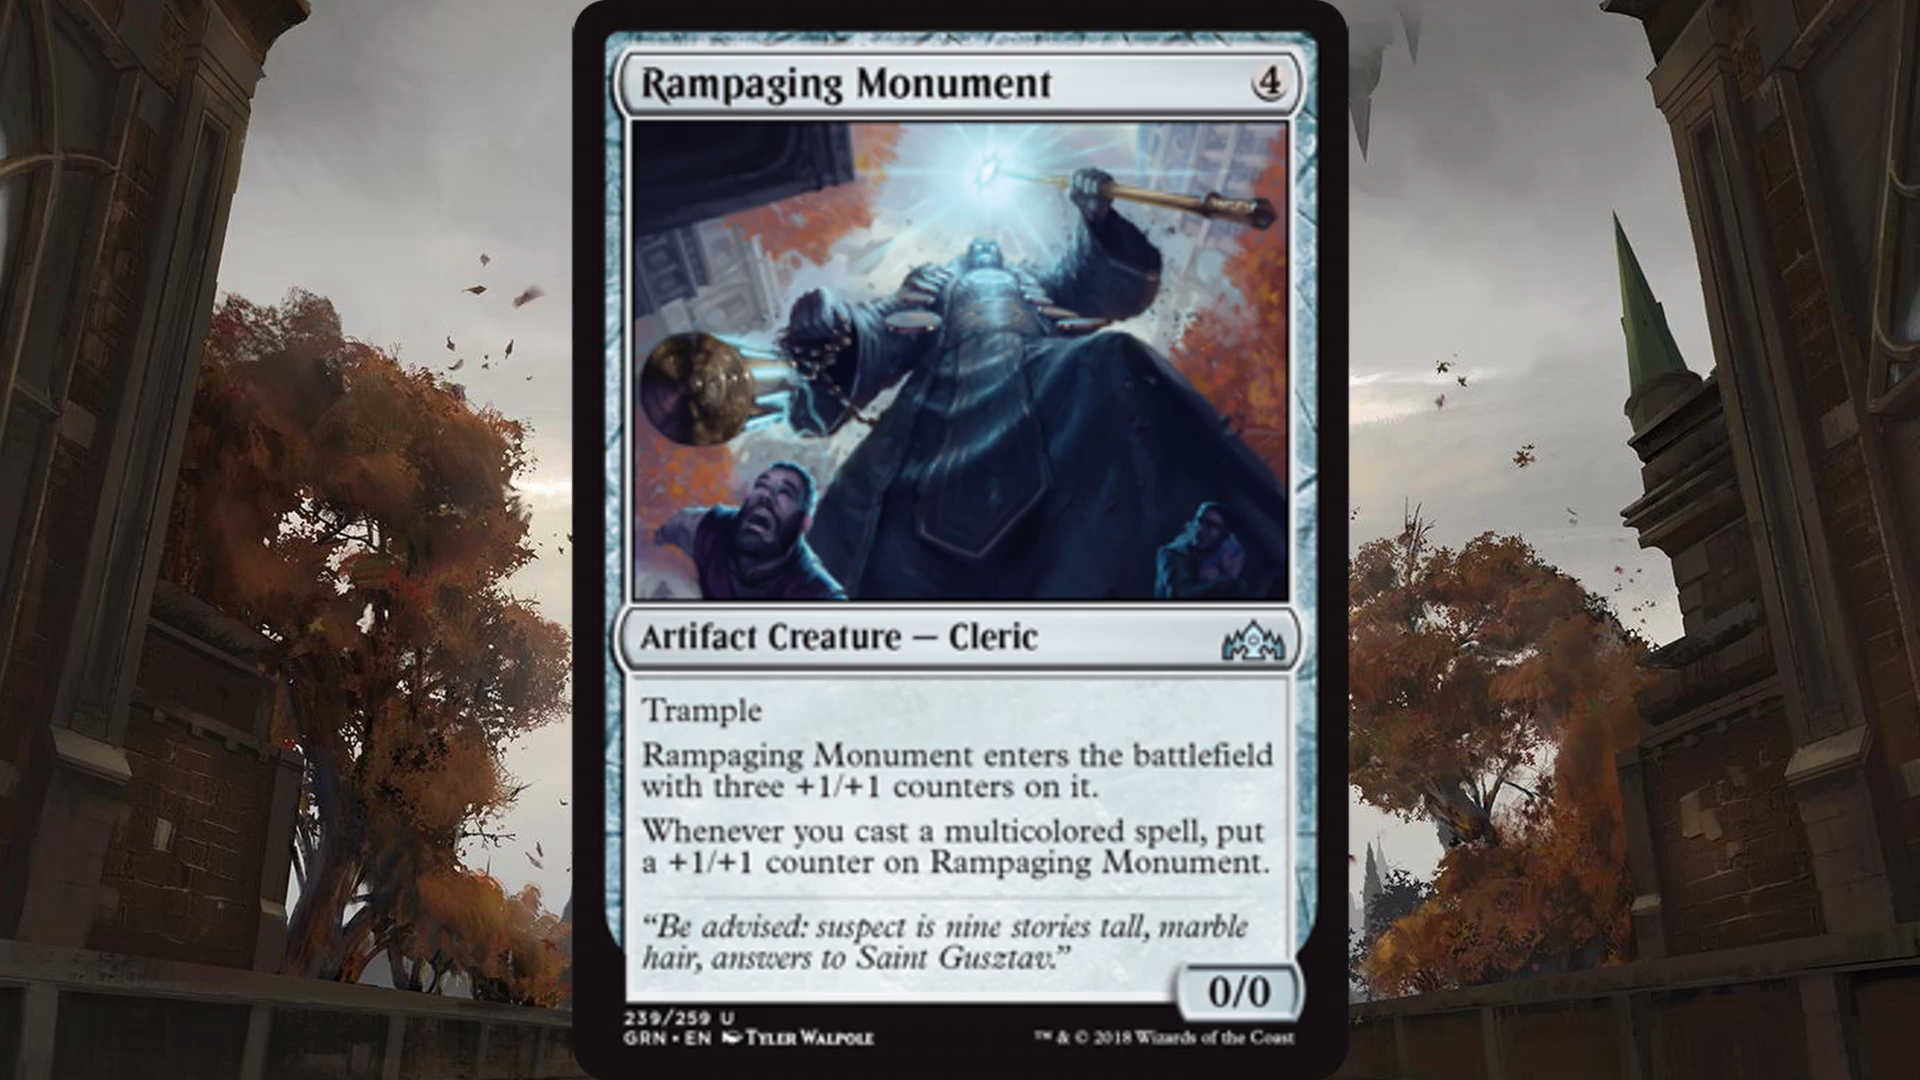 Rampaging Monument
4
Artifact Creature — Cleric
Trample
Rampaging Monument enters the battlefield
with three +1/+1 counters on it.
Whenever you cast a multicolored spell, put
a +1/+1 counter on Rampaging Monument.
“Be advised: suspect is nine stories tall, marble
hair, answers to Saint Gusztav.”
0/0
239/259 U
GRN • EN Tyler Walpole
™ & © 2018 Wizards of the Coast